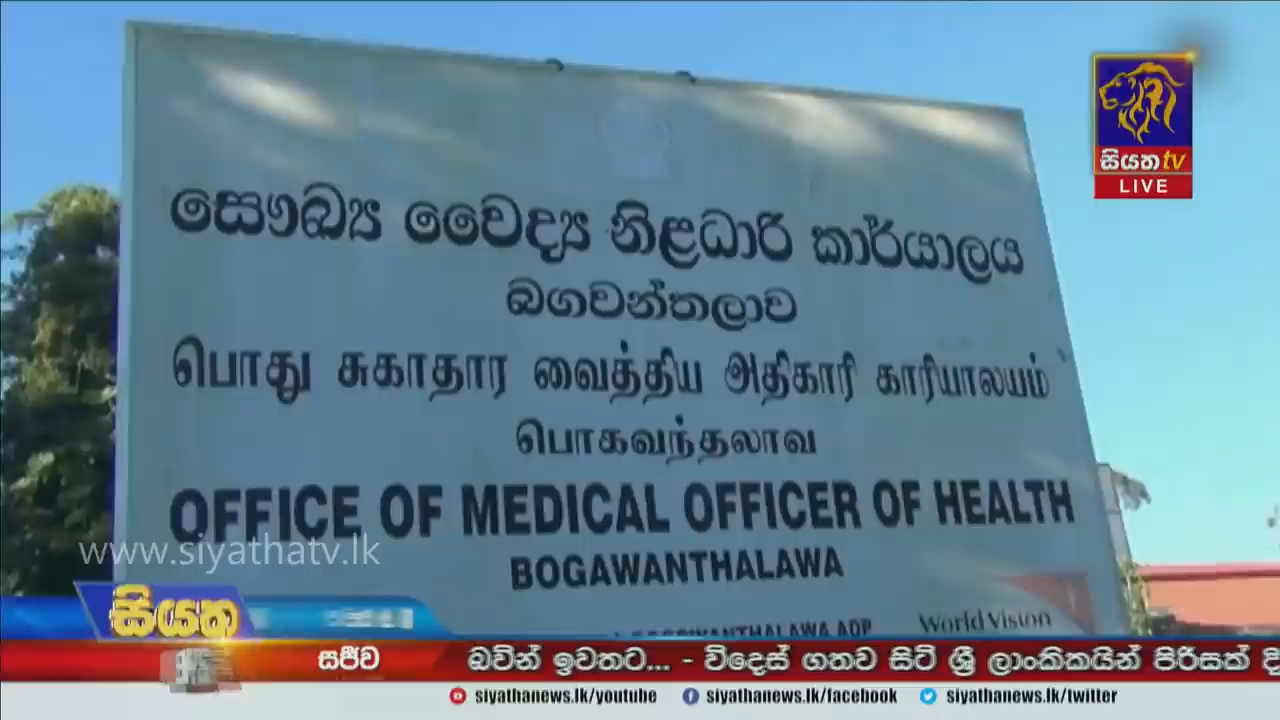 සියත tv
LIVE
සෞඛ්‍ය වෛද්‍ය නිළධාරි කාර්යාලය
බගවන්තලාව
பொது சுகாதார வைத்திய அதிகாரி காரியாலயம்
பொகவந்தலாவ
OFFICE OF MEDICAL OFFICER OF HEALTH
BOGAWANTHALAWA
www.siyathatv.lk
World Vision
සියත
සජීව බවින් ඉවතට... - විදෙස් ගතව සිටි ශ්‍රී ලාංකිකයින් පිරිසක්
siyathanews.lk/youtube siyathanews.lk/facebook siyathanews.lk/twitter